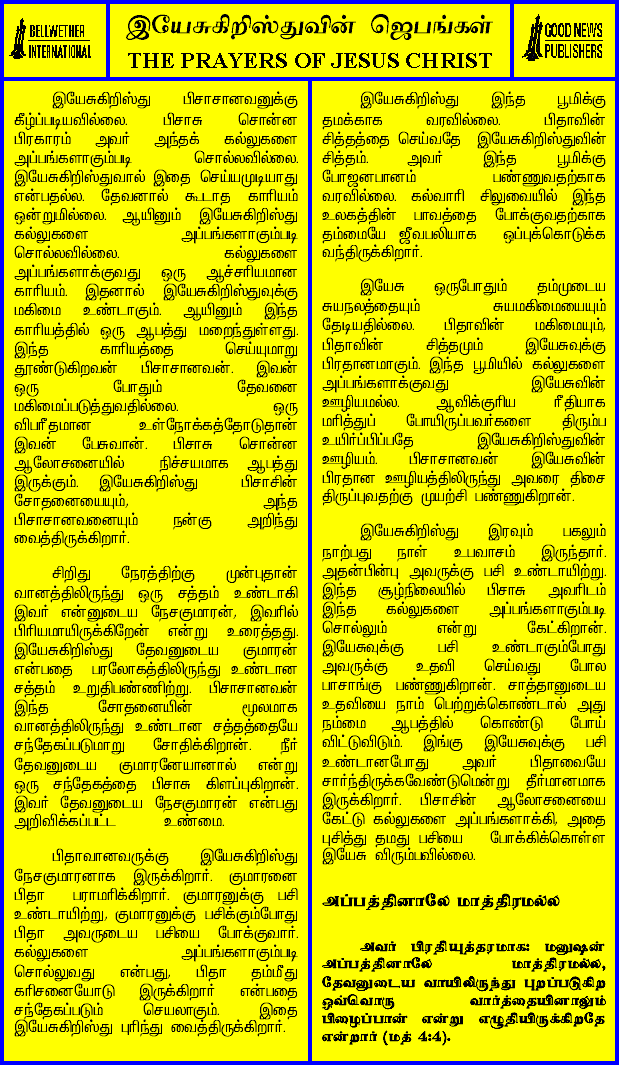 BELLWETHER
INTERNATIONAL
இயேசுகிறிஸ்துவின் ஜெபங்கள்
THE PRAYERS OF JESUS CHRIST
GOOD NEWS
PUBLISHERS
இயேசுகிறிஸ்து பிசாசானவனுக்கு
கீழ்ப்படியவில்லை. பிசாசு சொன்ன
பிரகாரம் அவர் அந்தக் கல்லுகளை
அப்பங்களாகும்படி சொல்லவில்லை.
இயேசுகிறிஸ்துவால் இதை செய்யமுடியாது
என்பதல்ல. தேவனால் கூடாத காரியம்
ஒன்றுமில்லை. ஆயினும் இயேசுகிறிஸ்து
கல்லுகளை அப்பங்களாகும்படி
சொல்லவில்லை. கல்லுகளை
அப்பங்களாக்குவது ஒரு ஆச்சரியமான
காரியம். இதனால் இயேசுகிறிஸ்துவுக்கு
மகிமை உண்டாகும். ஆயினும் இந்த
காரியத்தில் ஒரு ஆபத்து மறைந்துள்ளது.
இந்த காரியத்தை செய்யுமாறு
தூண்டுகிறவன் பிசாசானவன். இவன்
ஒரு போதும் தேவனை
மகிமைப்படுத்துவதில்லை. ஒரு
விபரீதமான உள்நோக்கத்தோடுதான்
இவன் பேசுவான். பிசாசு சொன்ன
ஆலோசனையில் நிச்சயமாக ஆபத்து
இருக்கும். இயேசுகிறிஸ்து பிசாசின்
சோதனையையும், அந்த
பிசாசானவனையும் நன்கு அறிந்து
வைத்திருக்கிறார்.
சிறிது நேரத்திற்கு முன்புதான்
வானத்திலிருந்து ஒரு சத்தம் உண்டாகி
இவர் என்னுடைய நேசகுமாரன், இவரில்
பிரியமாயிருக்கிறேன் என்று உரைத்தது.
இயேசுகிறிஸ்து தேவனுடைய குமாரன்
என்பதை பரலோகத்திலிருந்து உண்டான
சத்தம் உறுதிபண்ணிற்று. பிசாசானவன்
இந்த சோதனையின் மூலமாக
வானத்திலிருந்து உண்டான சத்தத்தையே
சந்தேகப்படுமாறு சோதிக்கிறான். நீர்
தேவனுடைய குமாரனேயானால் என்று
ஒரு சந்தேகத்தை பிசாசு கிளப்புகிறான்.
இவர் தேவனுடைய நேசகுமாரன் என்பது
அறிவிக்கப்பட்ட உண்மை.
பிதாவானவருக்கு இயேசுகிறிஸ்து
நேசகுமாரனாக இருக்கிறார். குமாரனை
பிதா பராமரிக்கிறார். குமாரனுக்கு பசி
உண்டாயிற்று, குமாரனுக்கு பசிக்கும்போது
பிதா அவருடைய பசியை போக்குவார்.
கல்லுகளை அப்பங்களாகும்படி
சொல்லுவது என்பது, பிதா தம்மீது
கரிசனையோடு இருக்கிறார் என்பதை
சந்தேகப்படும் செயலாகும். இதை
இயேசுகிறிஸ்து புரிந்து வைத்திருக்கிறார்.
இயேசுகிறிஸ்து இந்த பூமிக்கு
தமக்காக வரவில்லை. பிதாவின்
சித்தத்தை செய்வதே இயேசுகிறிஸ்துவின்
சித்தம். அவர் இந்த பூமிக்கு
போஜனபானம் பண்ணுவதற்காக
வரவில்லை. கல்வாரி சிலுவையில் இந்த
உலகத்தின் பாவத்தை போக்குவதற்காக
தம்மையே ஜீவபலியாக ஒப்புக்கொடுக்க
வந்திருக்கிறார்.
இயேசு ஒருபோதும் தம்முடைய
சுயநலத்தையும் சுயமகிமையையும்
தேடியதில்லை. பிதாவின் மகிமையும்,
பிதாவின் சித்தமும் இயேசுவுக்கு
பிரதானமாகும். இந்த பூமியில் கல்லுகளை
அப்பங்களாக்குவது இயேசுவின்
ஊழியமல்ல. ஆவிக்குரிய ரீதியாக
மரித்துப் போயிருப்பவர்களை திரும்ப
உயிர்ப்பிப்பதே இயேசுகிறிஸ்துவின்
ஊழியம். பிசாசானவன் இயேசுவின்
பிரதான ஊழியத்திலிருந்து அவரை திசை
திருப்புவதற்கு முயற்சி பண்ணுகிறான்.
இயேசுகிறிஸ்து இரவும் பகலும்
நாற்பது நாள் உபவாசம் இருந்தார்.
அதன்பின்பு அவருக்கு பசி உண்டாயிற்று.
இந்த சூழ்நிலையில் பிசாசு அவரிடம்
இந்த கல்லுகளை அப்பங்களாகும்படி
சொல்லும் என்று கேட்கிறான்.
இயேசுவுக்கு பசி உண்டாகும்போது
அவருக்கு உதவி செய்வது போல
பாசாங்கு பண்ணுகிறான். சாத்தானுடைய
உதவியை நாம் பெற்றுக்கொண்டால் அது
நம்மை ஆபத்தில் கொண்டு போய்
விட்டுவிடும். இங்கு இயேசுவுக்கு பசி
உண்டானபோது அவர் பிதாவையே
சார்ந்திருக்கவேண்டுமென்று தீர்மானமாக
இருக்கிறார். பிசாசின் ஆலோசனையை
கேட்டு கல்லுகளை அப்பங்களாக்கி, அதை
புசித்து தமது பசியை போக்கிக்கொள்ள
இயேசு விரும்பவில்லை.
அப்பத்தினாலே மாத்திரமல்ல
அவர் பிரதியுத்தரமாக: மனுஷன்
அப்பத்தினாலே மாத்திரமல்ல,
தேவனுடைய வாயிலிருந்து புறப்படுகிற
ஒவ்வொரு வார்த்தையினாலும்
பிழைப்பான் என்று எழுதியிருக்கிறதே
என்றார் (மத் 4:4).